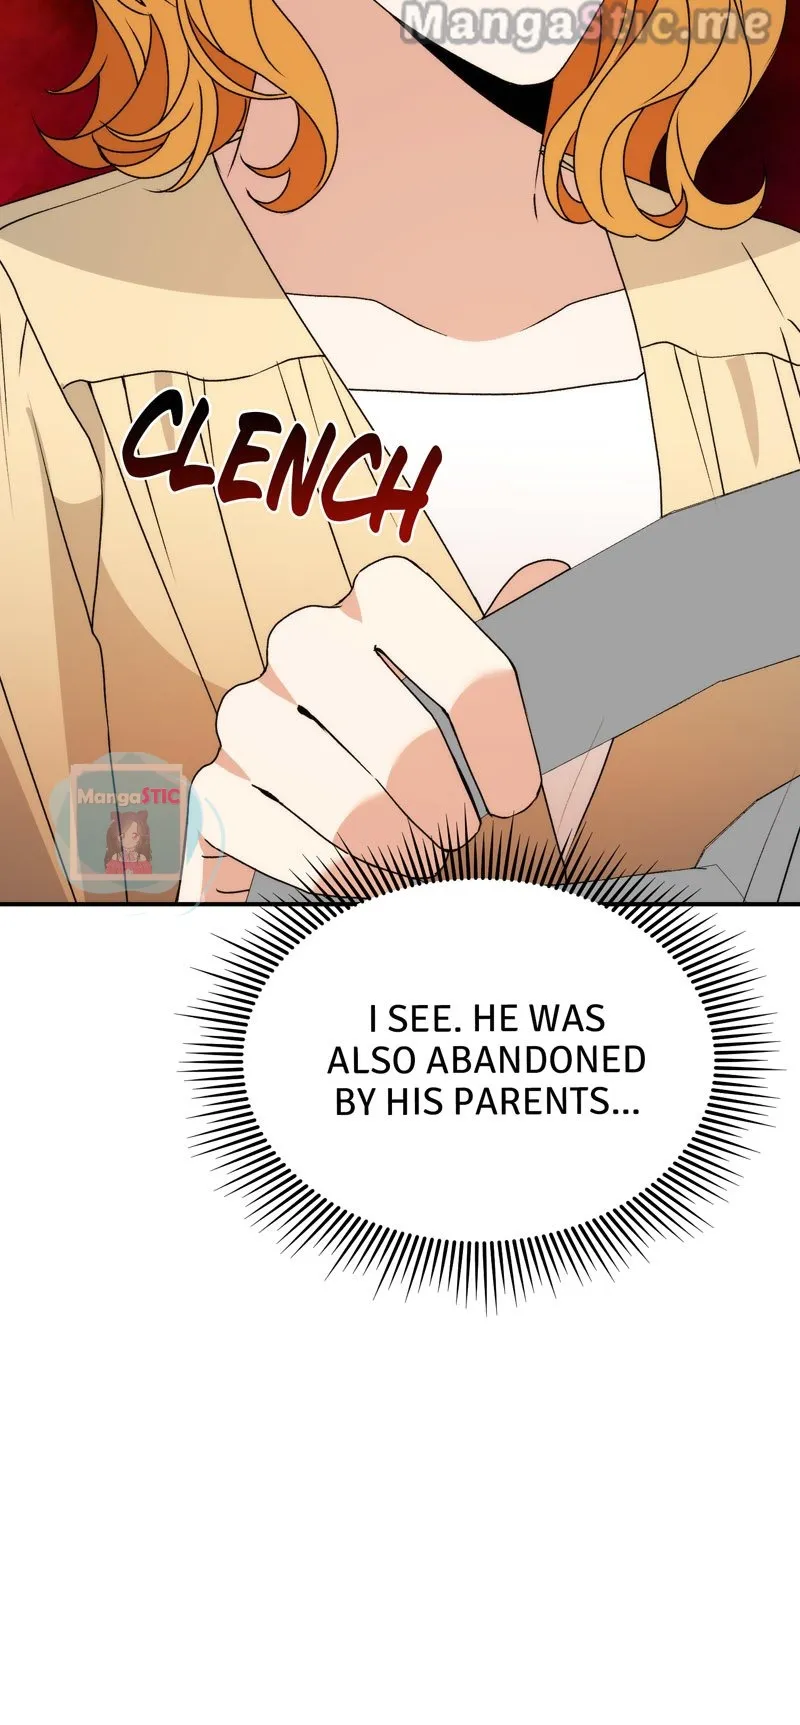 MangaStic.me
CLENCH
MangaSTIC
I SEE. HE WAS
ALSO ABANDONED
BY HIS PARENTS...